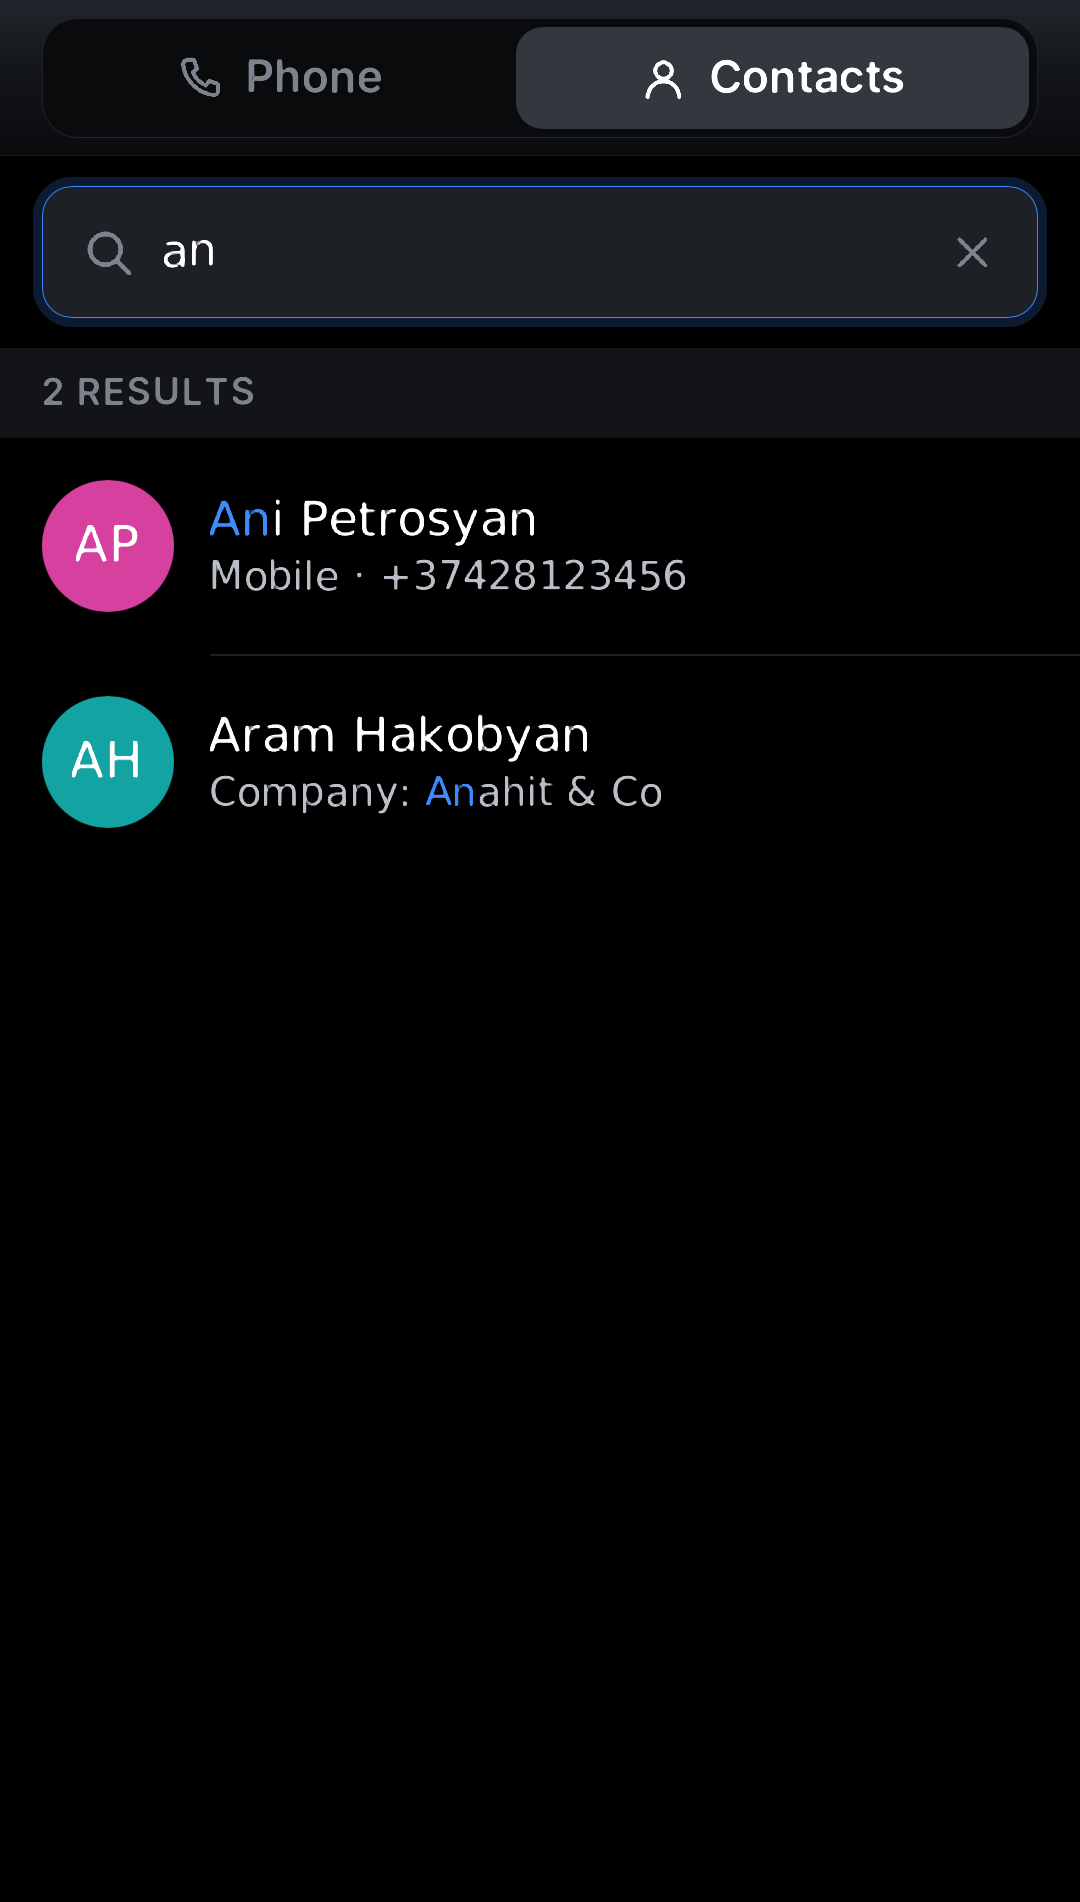 Phone
Contacts
an
2 RESULTS
AP
Ani Petrosyan
Mobile · +37428123456
AH
Aram Hakobyan
Company: Anahit & Co